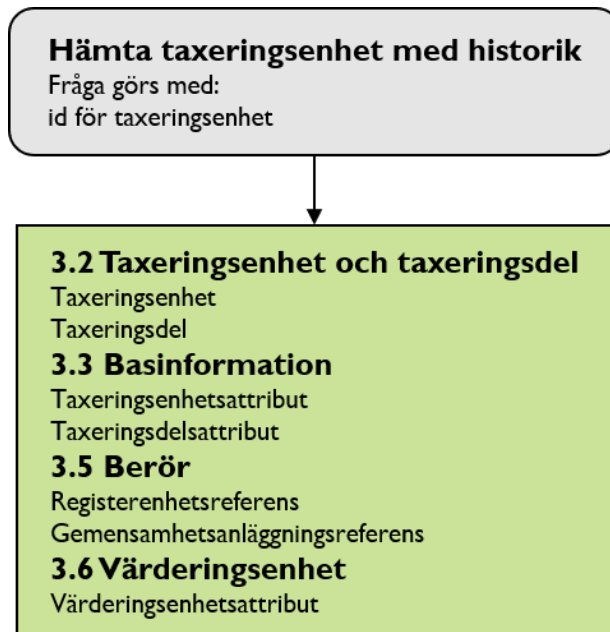 Hämta taxeringsenhet med historik
Fråga görs med:
id för taxeringsenhet
3.2 Taxeringsenhet och taxeringsdel
Taxeringsenhet
Taxeringsdel
3.3 Basinformation
Taxeringsenhetsattribut
Taxeringsdelsattribut
3.5 Berör
Registerenhetsreferens
Gemensamhetsanläggningsreferens
3.6 Värderingsenhet
Värderingsenhetsattribut